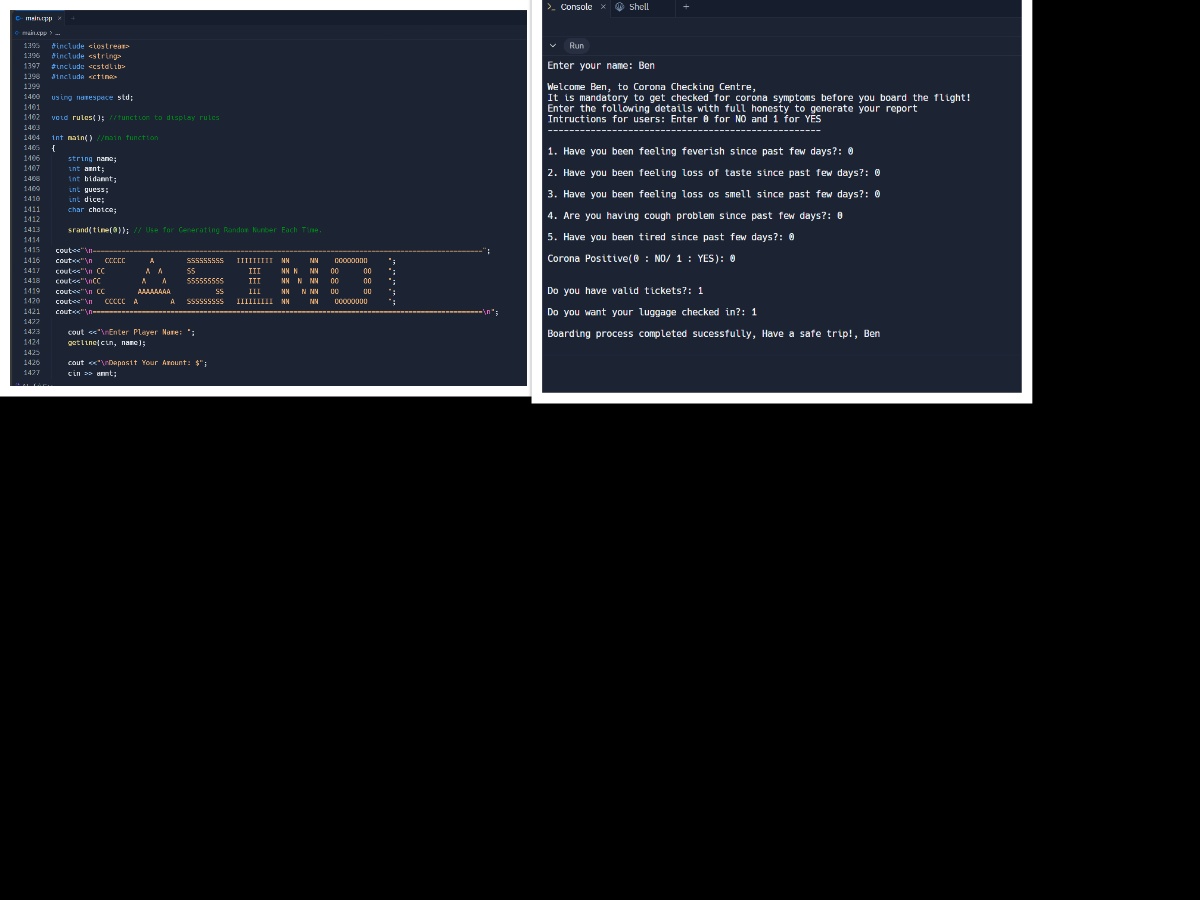 main.cpp ×  +
main.cpp > ...
1395 #include <iostream>
1396 #include <string>
1397 #include <cstdlib>
1398 #include <ctime>
1399
1400 using namespace std;
1401
1402 void rules(); //function to display rules
1403
1404 int main() //main function
1405 {
1406     string name;
1407     int amnt;
1408     int bidamnt;
1409     int guess;
1410     int dice;
1411     char choice;
1412
1413     srand(time(0)); // Use for Generating Random Number Each Time.
1414
1415  cout<<"\n===============================================================================================";
1416  cout<<"\n   CCCCC      A        SSSSSSSSS   IIIIIIIII  NN     NN    OOOOOOOO     ";
1417  cout<<"\n CC          A  A      SS             III     NN N   NN   OO      OO    ";
1418  cout<<"\nCC          A    A     SSSSSSSSS      III     NN  N  NN   OO      OO    ";
1419  cout<<"\n CC        AAAAAAAA           SS      III     NN   N NN   OO      OO    ";
1420  cout<<"\n   CCCCC  A        A   SSSSSSSSS   IIIIIIIII  NN     NN    OOOOOOOO     ";
1421  cout<<"\n===============================================================================================\n";
1422
1423     cout <<"\nEnter Player Name: ";
1424     getline(cin, name);
1425
1426     cout <<"\nDeposit Your Amount: $";
1427     cin >> amnt;
Console ×  Shell  +
Run
Enter your name: Ben
Welcome Ben, to Corona Checking Centre,
It is mandatory to get checked for corona symptoms before you board the flight!
Enter the following details with full honesty to generate your report
Intructions for users: Enter 0 for NO and 1 for YES
---------------------------------------------------
1. Have you been feeling feverish since past few days?: 0
2. Have you been feeling loss of taste since past few days?: 0
3. Have you been feeling loss os smell since past few days?: 0
4. Are you having cough problem since past few days?: 0
5. Have you been tired since past few days?: 0
Corona Positive(0 : NO/ 1 : YES): 0
Do you have valid tickets?: 1
Do you want your luggage checked in?: 1
Boarding process completed sucessfully, Have a safe trip!, Ben